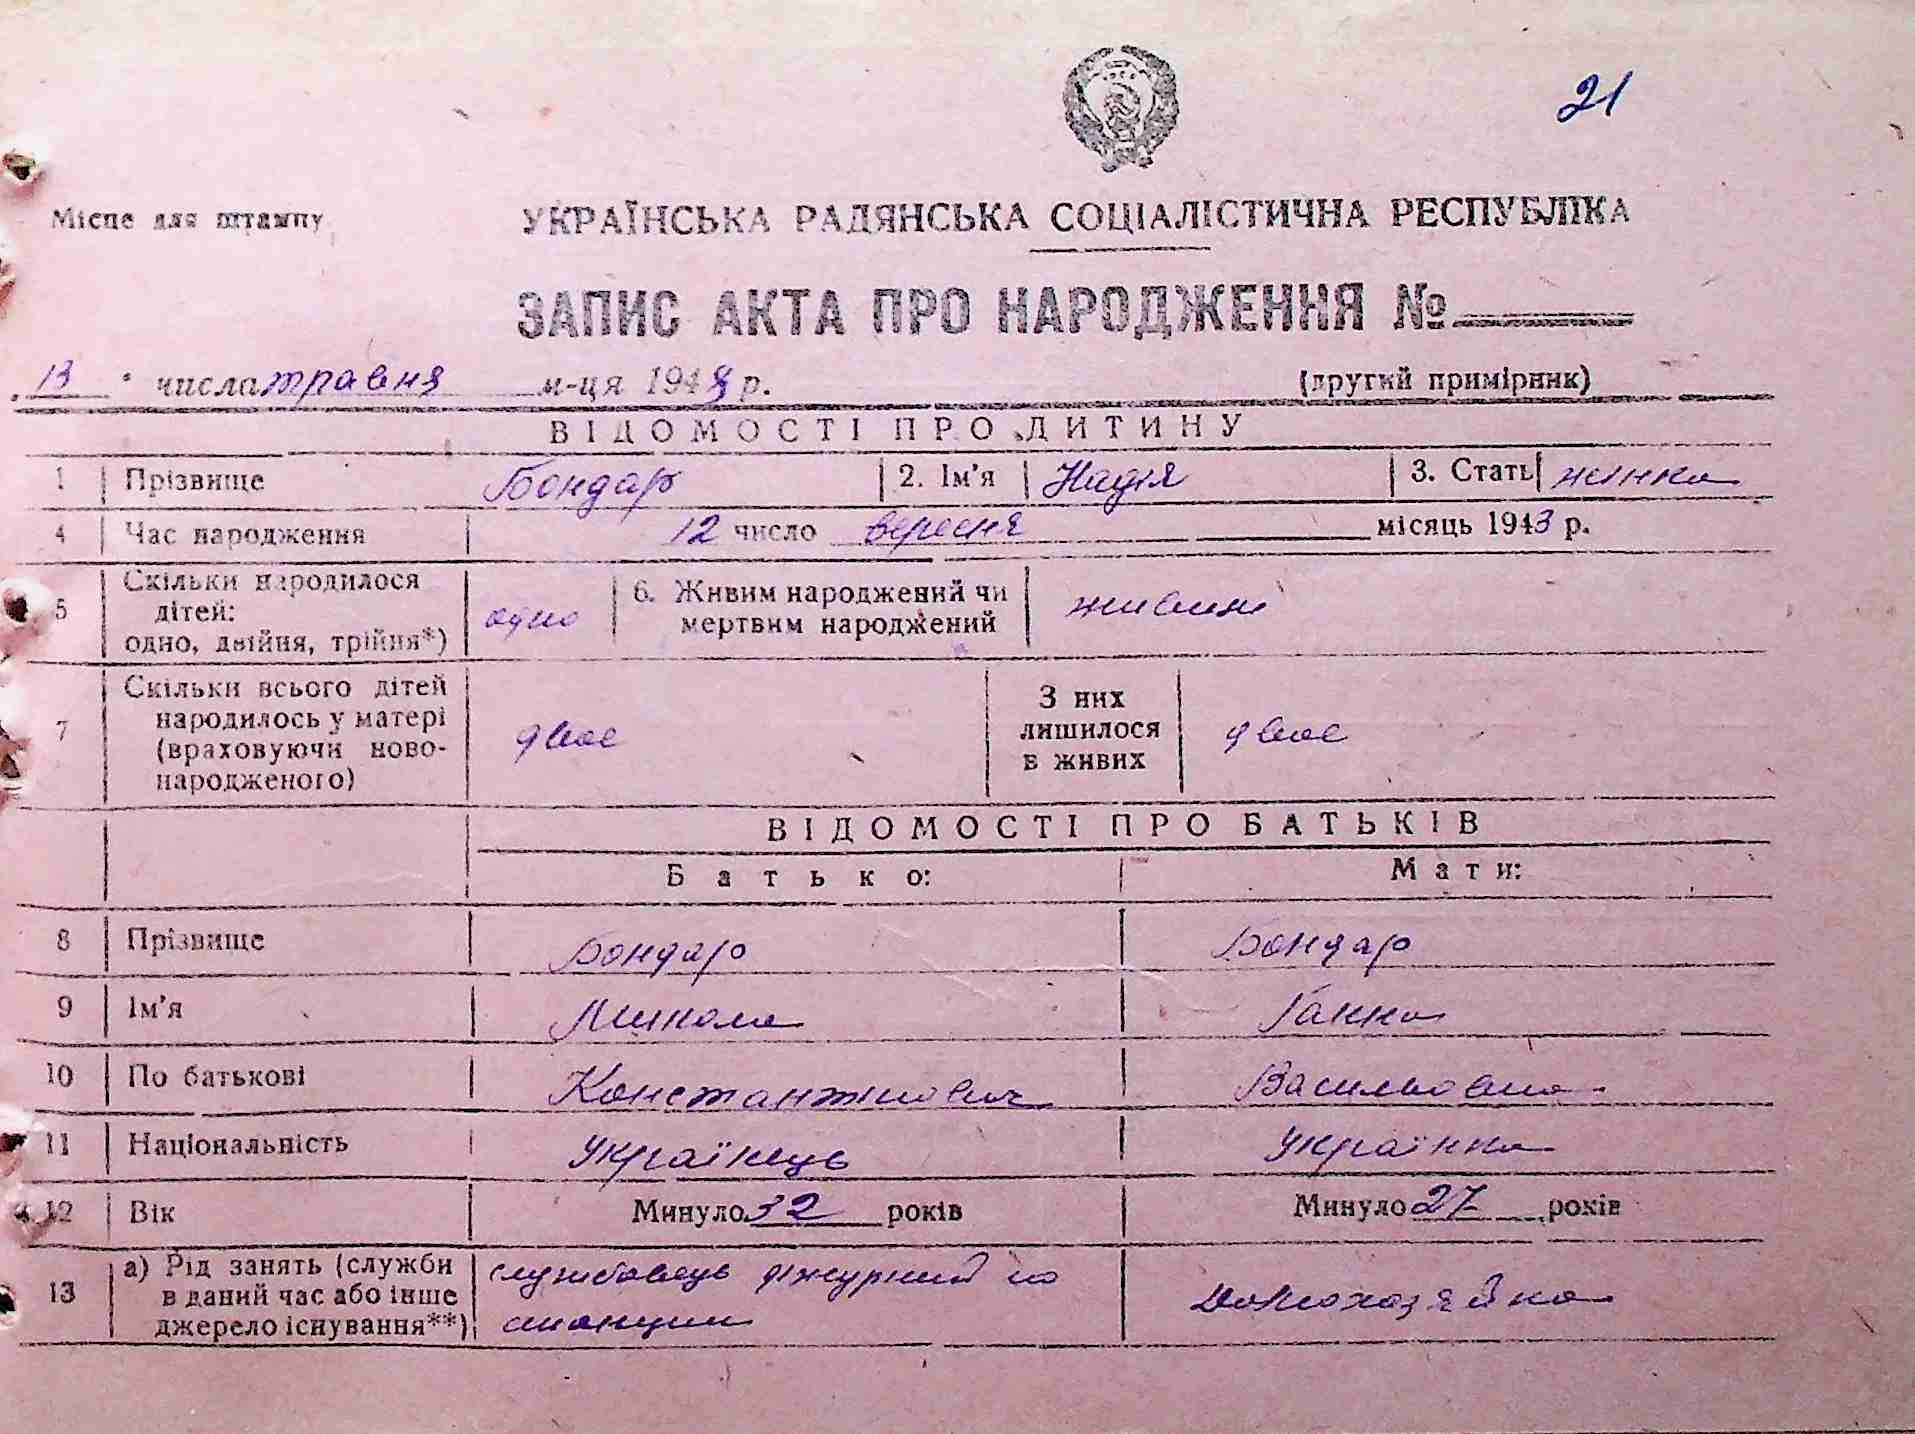 21
Місце для штампу
УКРАЇНСЬКА РАДЯНСЬКА СОЦІАЛІСТИЧНА РЕСПУБЛІКА
ЗАПИС АКТА ПРО НАРОДЖЕННЯ №
13 " числа травня м-ця 194 р.
(другий примірник)
ВІДОМОСТІ ПРО ДИТИНУ
1 Прізвище Бондар 2. Ім'я Надія 3. Стать жінка
4 Час народження 12 число вересня місяць 1943 р.
5 Скільки народилося дітей: одно, двійня, трійня*) одно 6. Живим народжений чи мертвим народжений живим
7 Скільки всього дітей народилось у матері (враховуючи новонародженого) двоє З них лишилося в живих двоє
ВІДОМОСТІ ПРО БАТЬКІВ
Батько: Мати:
8 Прізвище Бондар Бондар
9 Ім'я Микола Ганна
10 По батькові Константинович Васильовна
11 Національність Українець Українка
12 Вік Минуло 32 років Минуло 27 років
13 а) Рід занять (служби в даний час або інше джерело існування**) службовець діжурний по станции домохозяйка